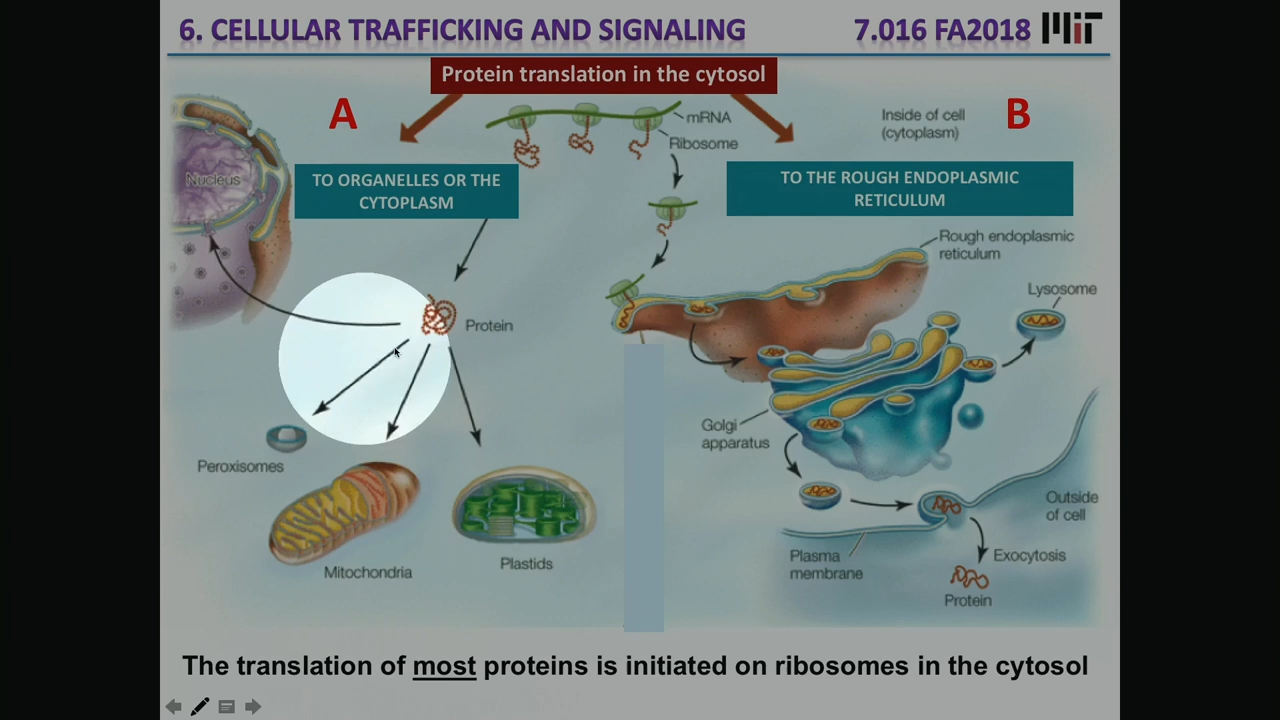 6. CELLULAR TRAFFICKING AND SIGNALING
7.016 FA2018
MIT
Protein translation in the cytosol
A
B
mRNA
Ribosome
Inside of cell
(cytoplasm)
Nucleus
TO ORGANELLES OR THE
CYTOPLASM
TO THE ROUGH ENDOPLASMIC
RETICULUM
Rough endoplasmic
reticulum
Lysosome
Protein
Golgi
apparatus
Peroxisomes
Mitochondria
Plastids
Outside
of cell
Plasma
membrane
Exocytosis
Protein
The translation of most proteins is initiated on ribosomes in the cytosol